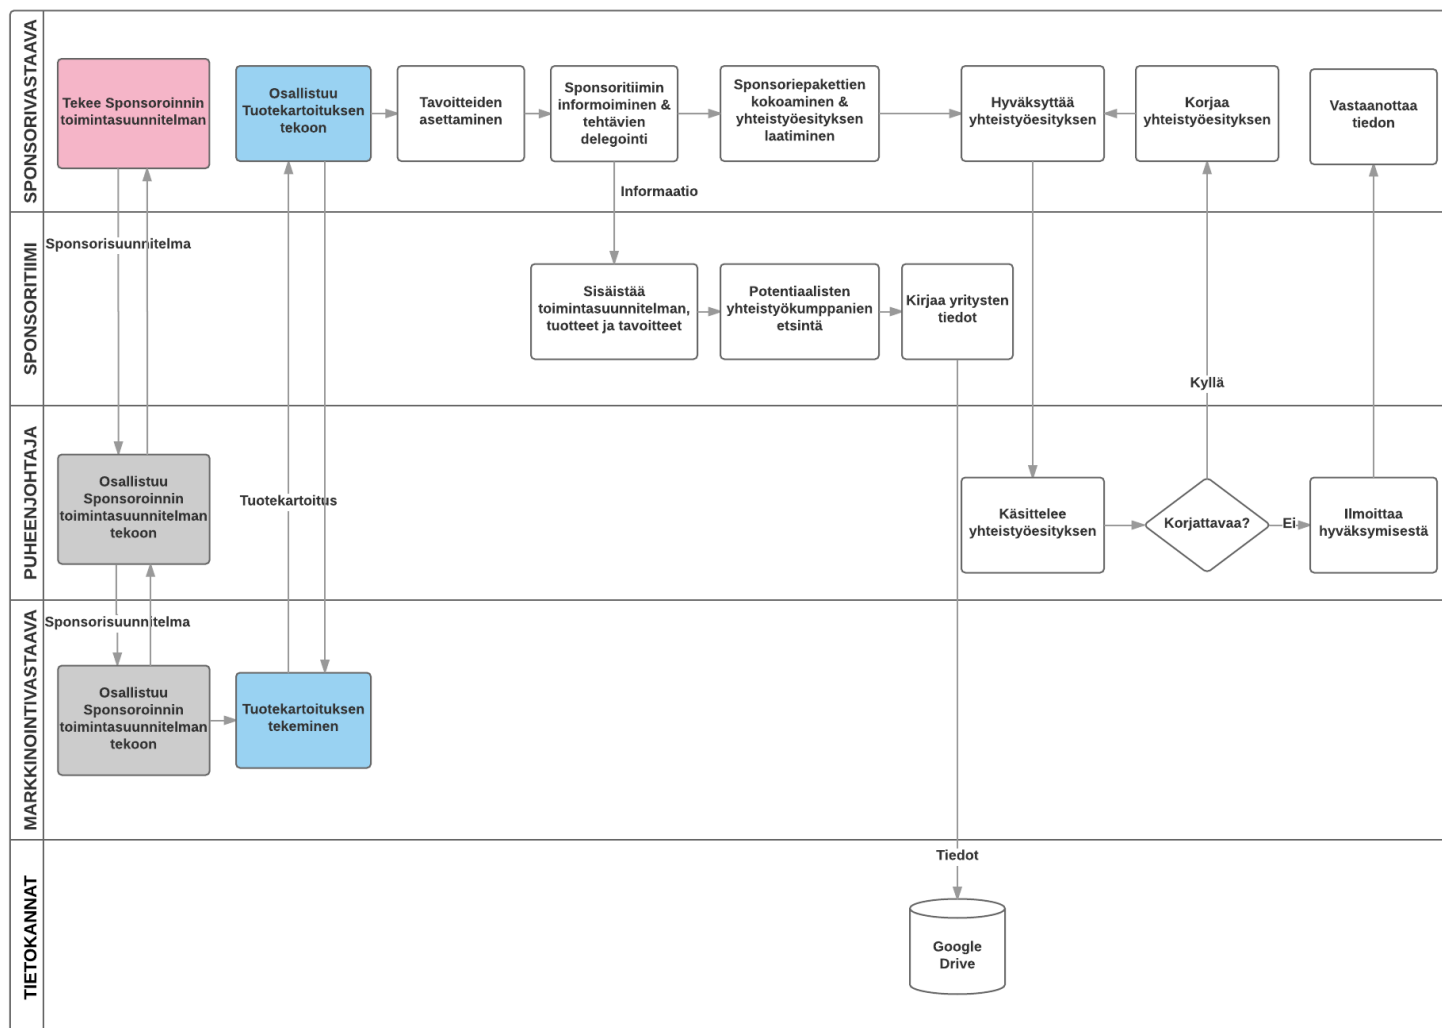 SPONSORIVASTAAVA
Tekee Sponsoroinnin
toimintasuunnitelman
Osallistuu
Tuotekartoituksen
tekoon
Tavoitteiden
asettaminen
Sponsoritiimin
informoiminen &
tehtävien
delegointi
Sponsoriepakettien
kokoaminen &
yhteistyöesityksen
laatiminen
Hyväksyttää
yhteistyöesityksen
Korjaa
yhteistyöesityksen
Vastaanottaa
tiedon
Informaatio
SPONSORITIIMI
Sponsorisuunnitelma
Sisäistää
toimintasuunnitelman,
tuotteet ja tavoitteet
Potentiaalisten
yhteistyökumppanien
etsintä
Kirjaa yritysten
tiedot
Kyllä
PUHEENJOHTAJA
Osallistuu
Sponsoroinnin
toimintasuunnitelman
tekoon
Tuotekartoitus
Käsittelee
yhteistyöesityksen
Korjattavaa?
Ei
Ilmoittaa
hyväksymisestä
MARKKINOINTIVASTAAVA
Sponsorisuunnitelma
Osallistuu
Sponsoroinnin
toimintasuunnitelman
tekoon
Tuotekartoituksen
tekeminen
TIETOKANNAT
Tiedot
Google
Drive